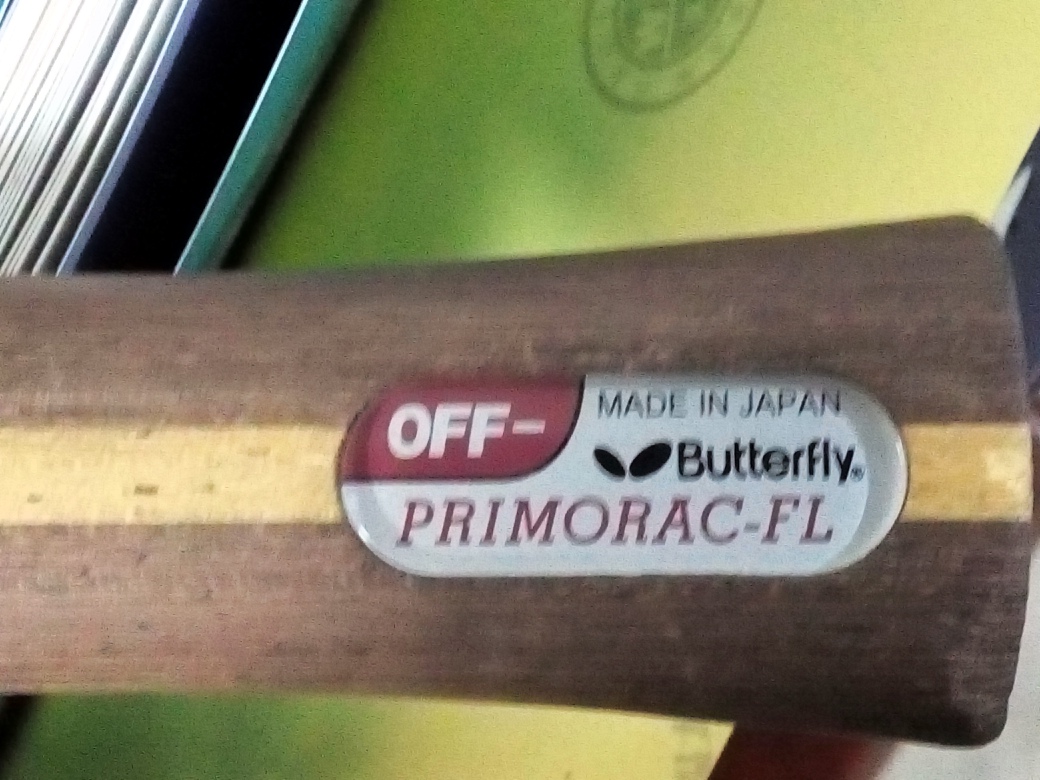 OFF-
MADE IN JAPAN
Butterfly®
PRIMORAC-FL